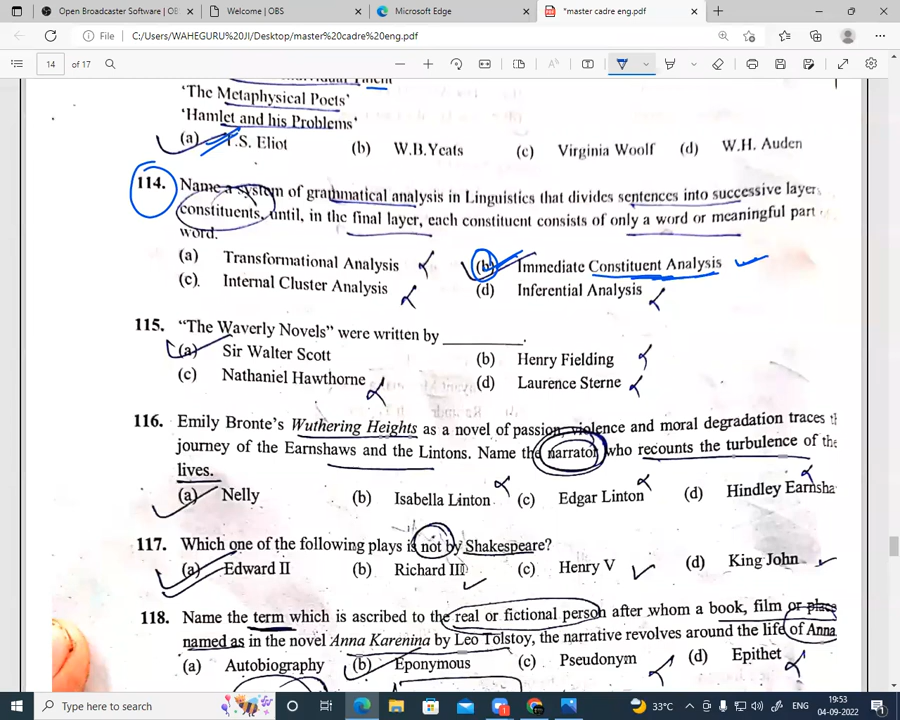 Open Broadcaster Software | OBS
Welcome | OBS
Microsoft Edge
*master cadre eng.pdf
File
C:/Users/WAHEGURU%20JI/Desktop/master%20cadre%20eng.pdf
14 of 17
'The Metaphysical Poets'
'Hamlet and his Problems'
(a) T.S. Eliot (b) W.B.Yeats (c) Virginia Woolf (d) W.H. Auden
114. Name a system of grammatical analysis in Linguistics that divides sentences into successive layer
constituents, until, in the final layer, each constituent consists of only a word or meaningful part
word.
(a) Transformational Analysis (b) Immediate Constituent Analysis
(c) Internal Cluster Analysis (d) Inferential Analysis
115. "The Waverly Novels" were written by ________.
(a) Sir Walter Scott (b) Henry Fielding
(c) Nathaniel Hawthorne (d) Laurence Sterne
116. Emily Bronte's Wuthering Heights as a novel of passion, violence and moral degradation traces th
journey of the Earnshaws and the Lintons. Name the narrator who recounts the turbulence of the
lives.
(a) Nelly (b) Isabella Linton (c) Edgar Linton (d) Hindley Earnsha
117. Which one of the following plays is not by Shakespeare?
(a) Edward II (b) Richard III (c) Henry V (d) King John
118. Name the term which is ascribed to the real or fictional person after whom a book, film or place
named as in the novel Anna Karenina by Leo Tolstoy, the narrative revolves around the life of Anna
(a) Autobiography (b) Eponymous (c) Pseudonym (d) Epithet
Type here to search
33°C
19:53
04-09-2022